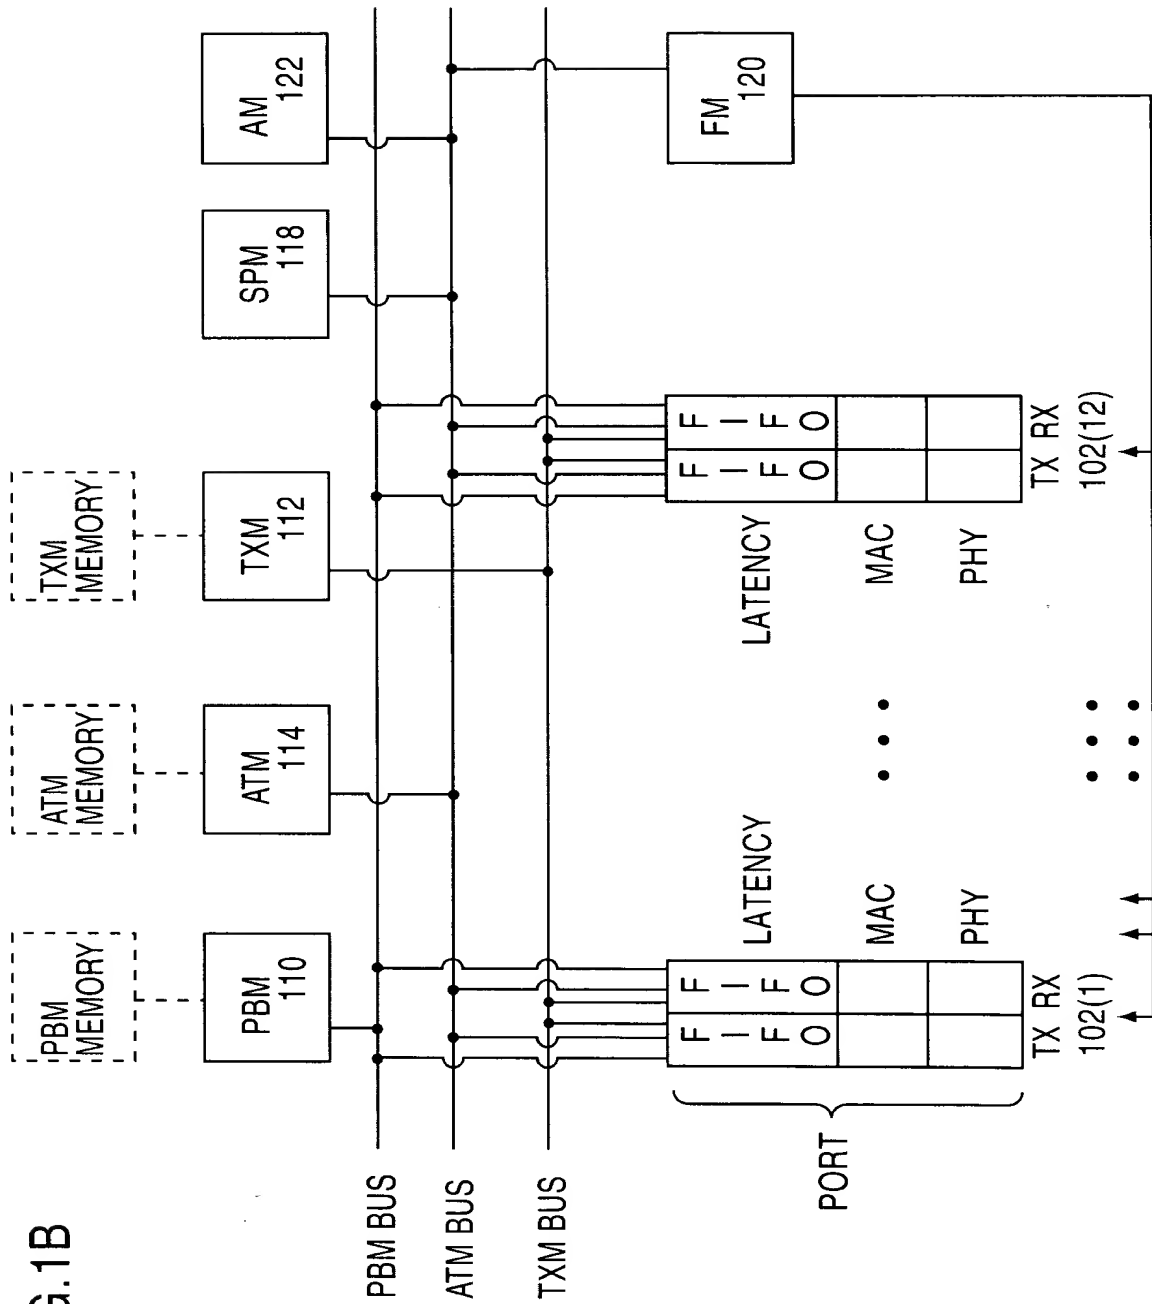 G.1B
PBM
MEMORY
ATM
MEMORY
TXM
MEMORY
PBM
110
ATM
114
TXM
112
SPM
118
AM
122
PBM BUS
ATM BUS
TXM BUS
PORT
FIFO
FIFO
TX RX
102(1)
LATENCY
MAC
PHY
LATENCY
MAC
PHY
FIFO
FIFO
TX RX
102(12)
FM
120